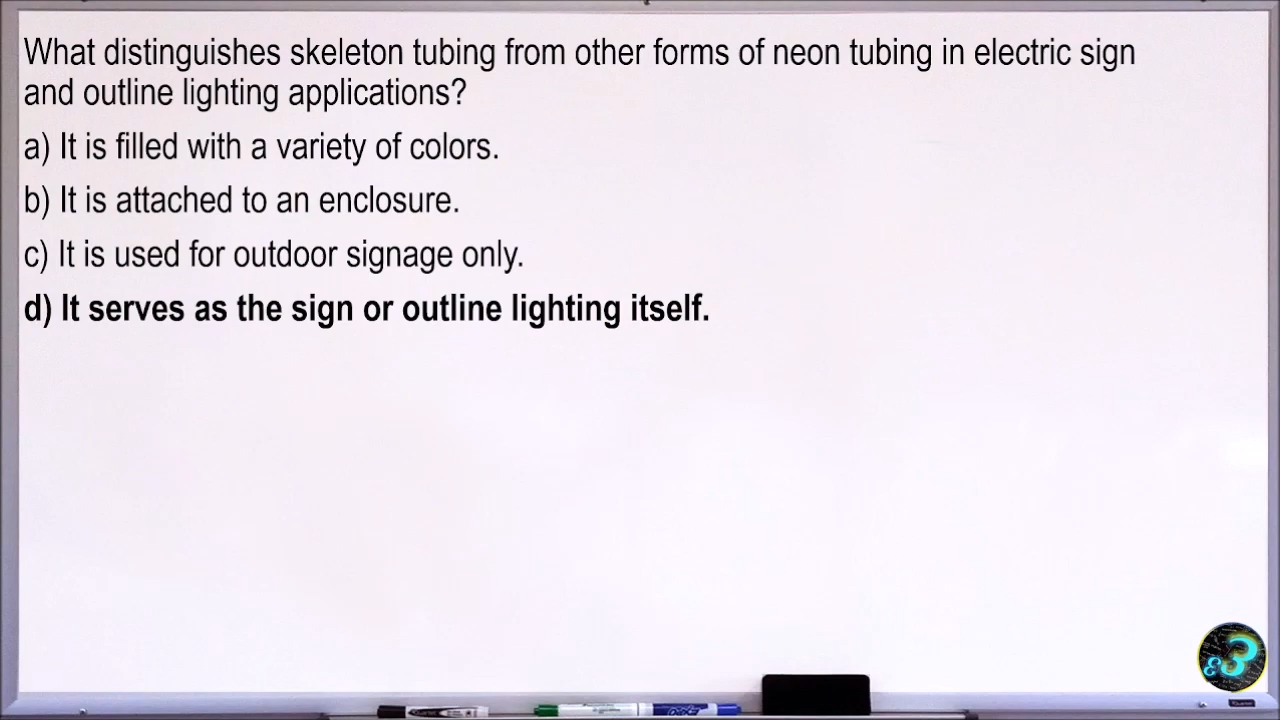 What distinguishes skeleton tubing from other forms of neon tubing in electric sign
and outline lighting applications?
a) It is filled with a variety of colors.
b) It is attached to an enclosure.
c) It is used for outdoor signage only.
d) It serves as the sign or outline lighting itself.
ε3